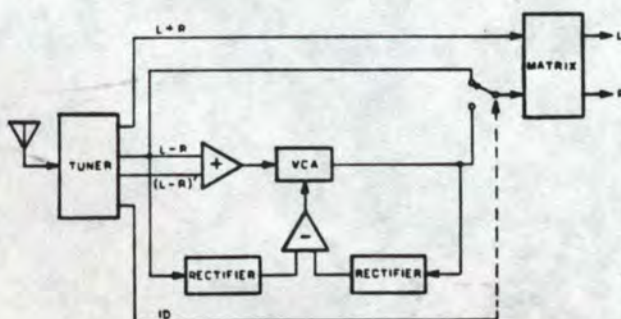 L+R
L
MATRIX
R
TUNER
L-R
(L-R)'
+
VCA
-
RECTIFIER
RECTIFIER
ID